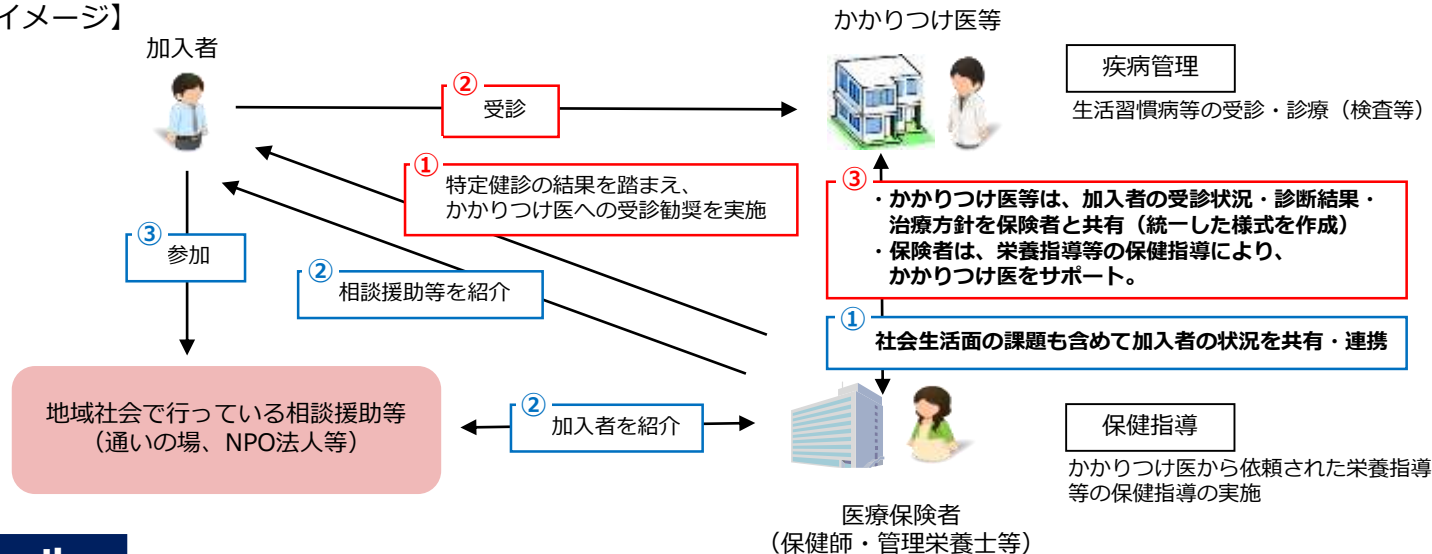 イメージ】
加入者
かかりつけ医等
疾病管理
生活習慣病等の受診・診療（検査等）
②
受診
①
特定健診の結果を踏まえ、
かかりつけ医への受診勧奨を実施
③
・かかりつけ医等は、加入者の受診状況・診断結果・
治療方針を保険者と共有（統一した様式を作成）
・保険者は、栄養指導等の保健指導により、
かかりつけ医をサポート。
③
参加
②
相談援助等を紹介
①
社会生活面の課題も含めて加入者の状況を共有・連携
地域社会で行っている相談援助等
（通いの場、NPO法人等）
②
加入者を紹介
保健指導
かかりつけ医から依頼された栄養指導
等の保健指導の実施
医療保険者
（保健師・管理栄養士等）